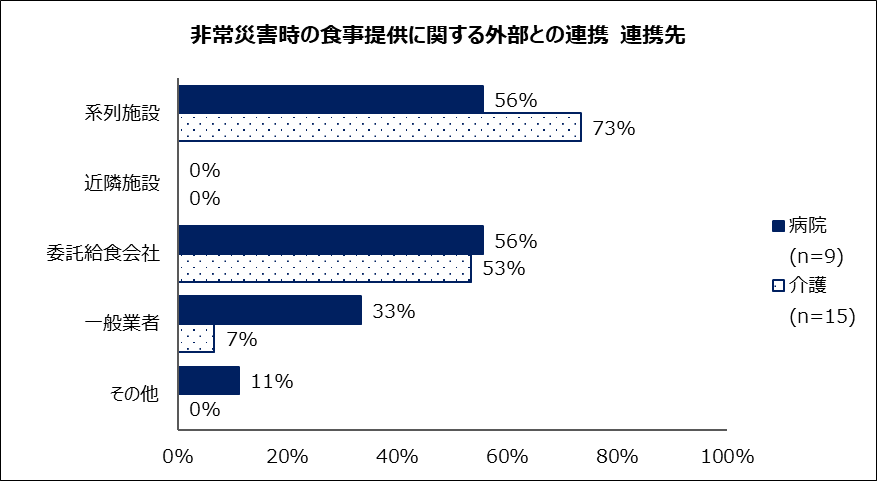 非常災害時の食事提供に関する外部との連携 連携先
系列施設
56%
73%
近隣施設
0%
0%
委託給食会社
56%
53%
一般業者
33%
7%
その他
11%
0%
0% 20% 40% 60% 80% 100%
病院
(n=9)
介護
(n=15)